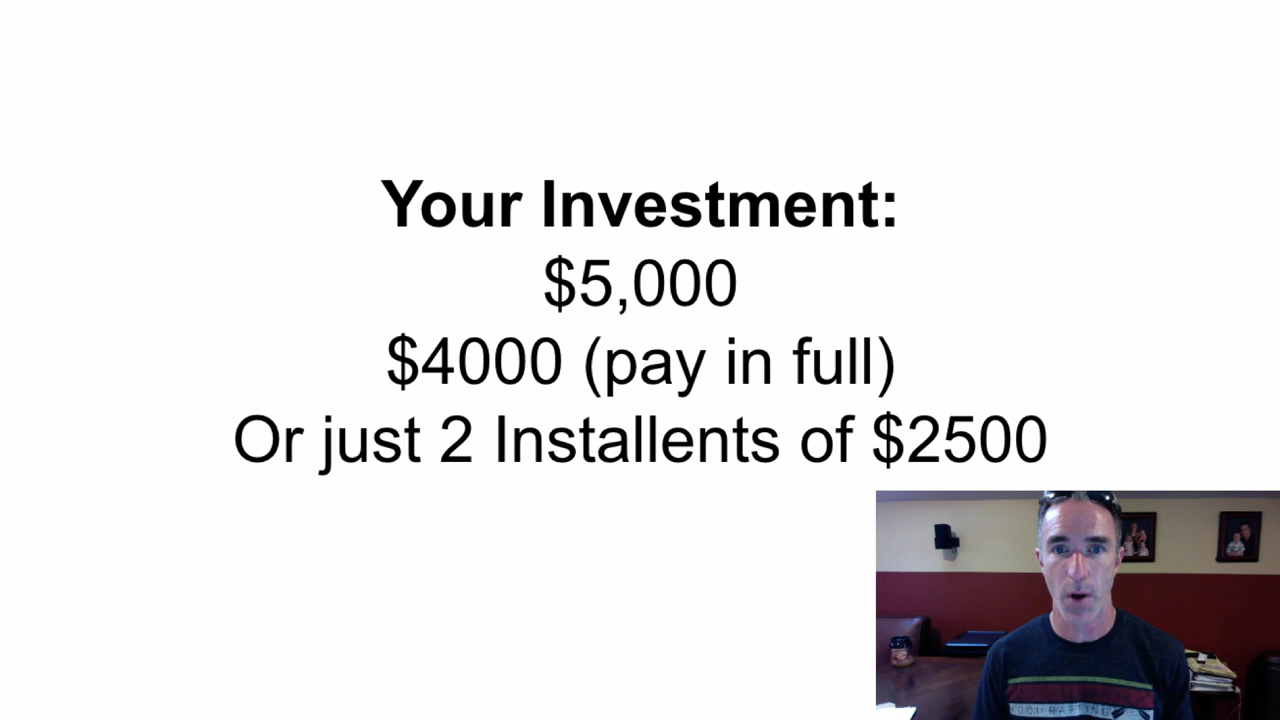 Your Investment:
$5,000
$4000 (pay in full)
Or just 2 Installents of $2500